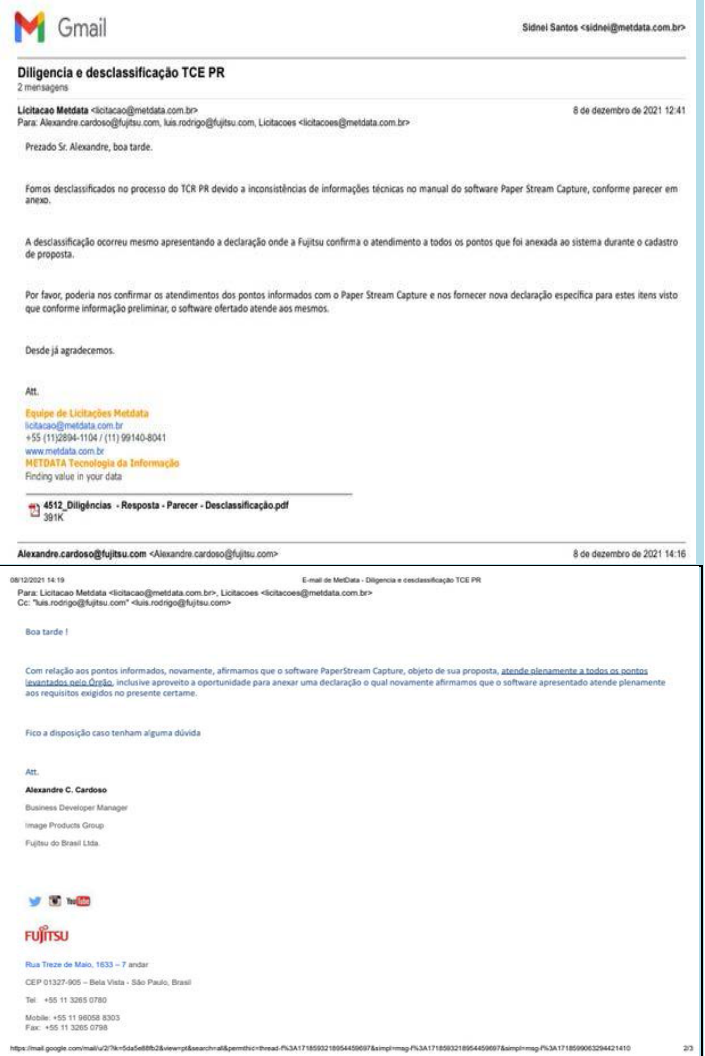 Gmail
Sidnei Santos <sidnei@metdata.com.br>
Diligencia e desclassificação TCE PR
2 mensagens
Licitacao Metdata <licitacao@metdata.com.br>
8 de dezembro de 2021 12:41
Para: Alexandre.cardoso@fujitsu.com, luis.rodrigo@fujitsu.com, Licitacoes <licitacoes@metdata.com.br>
Prezado Sr. Alexandre, boa tarde.
Fomos desclassificados no processo do TCR PR devido a inconsistências de informações técnicas no manual do software Paper Stream Capture, conforme parecer em
anexo.
A desclassificação ocorreu mesmo apresentando a declaração onde a Fujitsu confirma o atendimento a todos os pontos que foi anexada ao sistema durante o cadastro
de proposta.
Por favor, poderia nos confirmar os atendimentos dos pontos informados com o Paper Stream Capture e nos fornecer nova declaração específica para estes itens visto
que conforme informação preliminar, o software ofertado atende aos mesmos.
Desde já agradecemos.
Att.
Equipe de Licitações Metdata
licitacao@metdata.com.br
+55 (11)2894-1104 / (11) 99140-8041
www.metdata.com.br
METDATA Tecnologia da Informação
Finding value in your data
4512_Diligências - Resposta - Parecer - Desclassificação.pdf
391K
Alexandre.cardoso@fujitsu.com <Alexandre.cardoso@fujitsu.com>
8 de dezembro de 2021 14:16
08/12/2021 14:19
E-mail de MetData - Diligencia e desclassificação TCE PR
Para: Licitacao Metdata <licitacao@metdata.com.br>, Licitacoes <licitacoes@metdata.com.br>
Cc: "luis.rodrigo@fujitsu.com" <luis.rodrigo@fujitsu.com>
Boa tarde !
Com relação aos pontos informados, novamente, afirmamos que o software PaperStream Capture, objeto de sua proposta, atende plenamente a todos os pontos
levantados pelo Órgão, inclusive aproveito a oportunidade para anexar uma declaração o qual novamente afirmamos que o software apresentado atende plenamente
aos requisitos exigidos no presente certame.
Fico a disposição caso tenham alguma dúvida
Att.
Alexandre C. Cardoso
Business Developer Manager
Image Products Group
Fujitsu do Brasil Ltda.
You Tube
FUJITSU
Rua Treze de Maio, 1633 – 7 andar
CEP 01327-905 – Bela Vista - São Paulo, Brasil
Tel: +55 11 3265 0780
Mobile: +55 11 96058 8303
Fax: +55 11 3265 0798
2/3